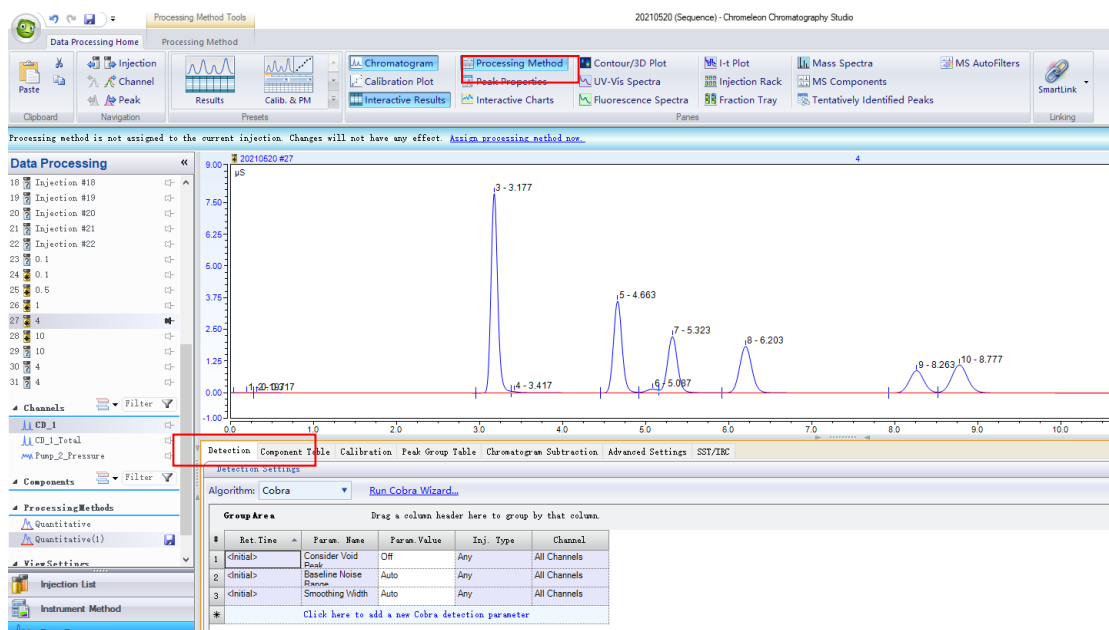 Processing Method Tools
20210520 (Sequence) - Chromeleon Chromatography Studio
Data Processing Home Processing Method
Paste
Injection
Channel
Peak
Results
Calib. & PM
Chromatogram
Calibration Plot
Interactive Results
Processing Method
Peak Properties
Interactive Charts
Contour/3D Plot
UV-Vis Spectra
Fluorescence Spectra
I-t Plot
Injection Rack
Fraction Tray
Mass Spectra
MS Components
Tentatively Identified Peaks
MS AutoFilters
SmartLink
Clipboard Navigation Presets Panes Linking
Processing method is not assigned to the current injection. Changes will not have any effect. Assign processing method now.
Data Processing «
18 Injection #18
19 Injection #19
20 Injection #20
21 Injection #21
22 Injection #22
23 0.1
24 0.1
25 0.5
26 1
27 4
28 10
29 10
30 4
31 4
Channels Filter
CD_1
CD_1_Total
Pump_2_Pressure
Components Filter
ProcessingMethods
Quantitative
Quantitative(1)
ViewSettings
Injection List
Instrument Method
20210520 #27 4
µS
9.00
7.50
6.25
5.00
3.75
2.50
1.25
0.00
-1.00
3 - 3.177
5 - 4.663
7 - 5.323
8 - 6.203
9 - 8.263
10 - 8.777
4 - 3.417
6 - 5.087
0.0 1.0 2.0 3.0 4.0 5.0 6.0 7.0 8.0 9.0 10.0
Detection Component Table Calibration Peak Group Table Chromatogram Subtraction Advanced Settings SST/IRC
Detection Settings
Algorithm: Cobra Run Cobra Wizard...
Group Area Drag a column header here to group by that column.
# Ret.Time Param. Name Param.Value Inj. Type Channel
1 <Initial> Consider Void Peak Off Any All Channels
2 <Initial> Baseline Noise Range Auto Any All Channels
3 <Initial> Smoothing Width Auto Any All Channels
* Click here to add a new Cobra detection parameter